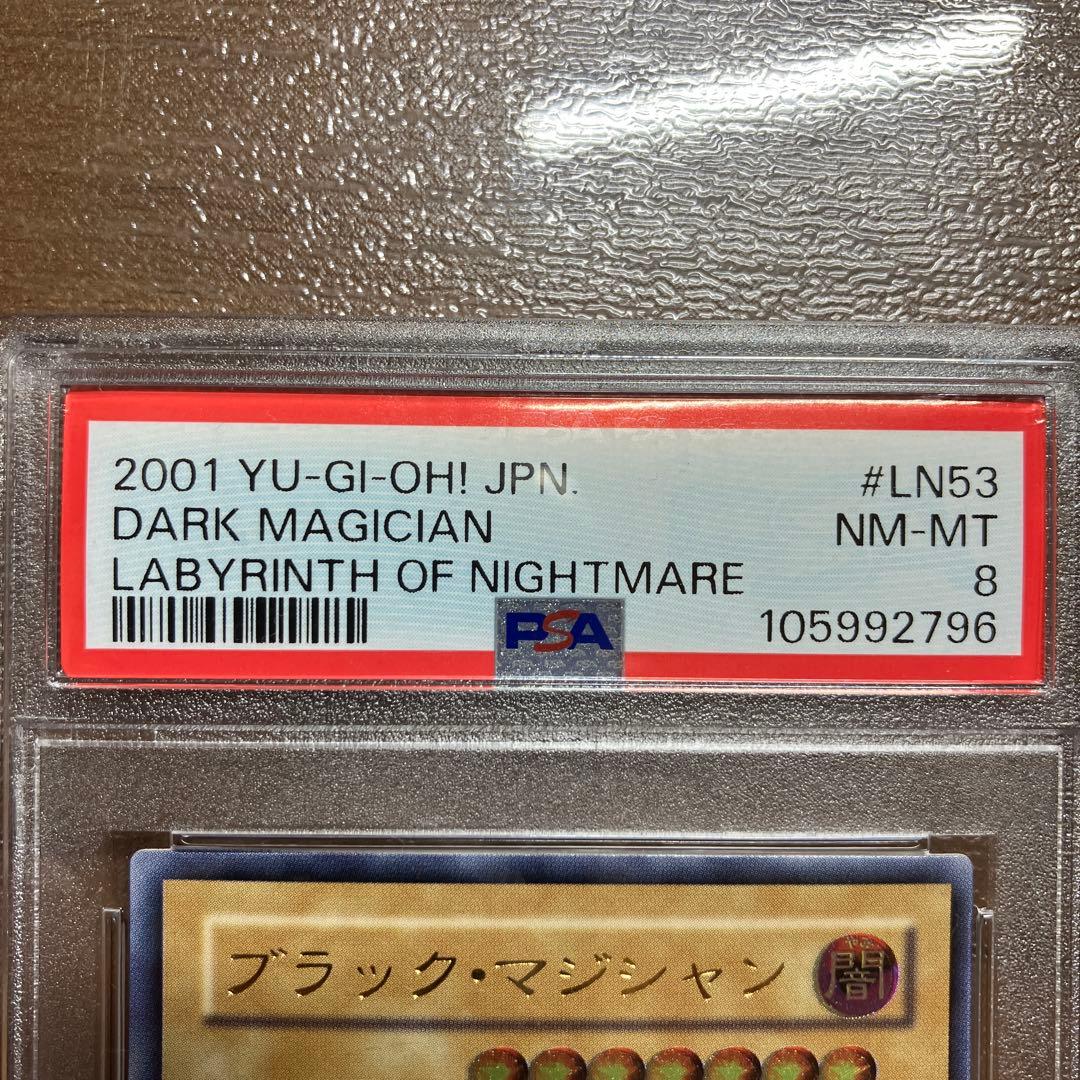 2001 YU-GI-OH! JPN. #LN53
DARK MAGICIAN NM-MT
LABYRINTH OF NIGHTMARE 8
PSA 105992796
ブラック・マジシャン 闇